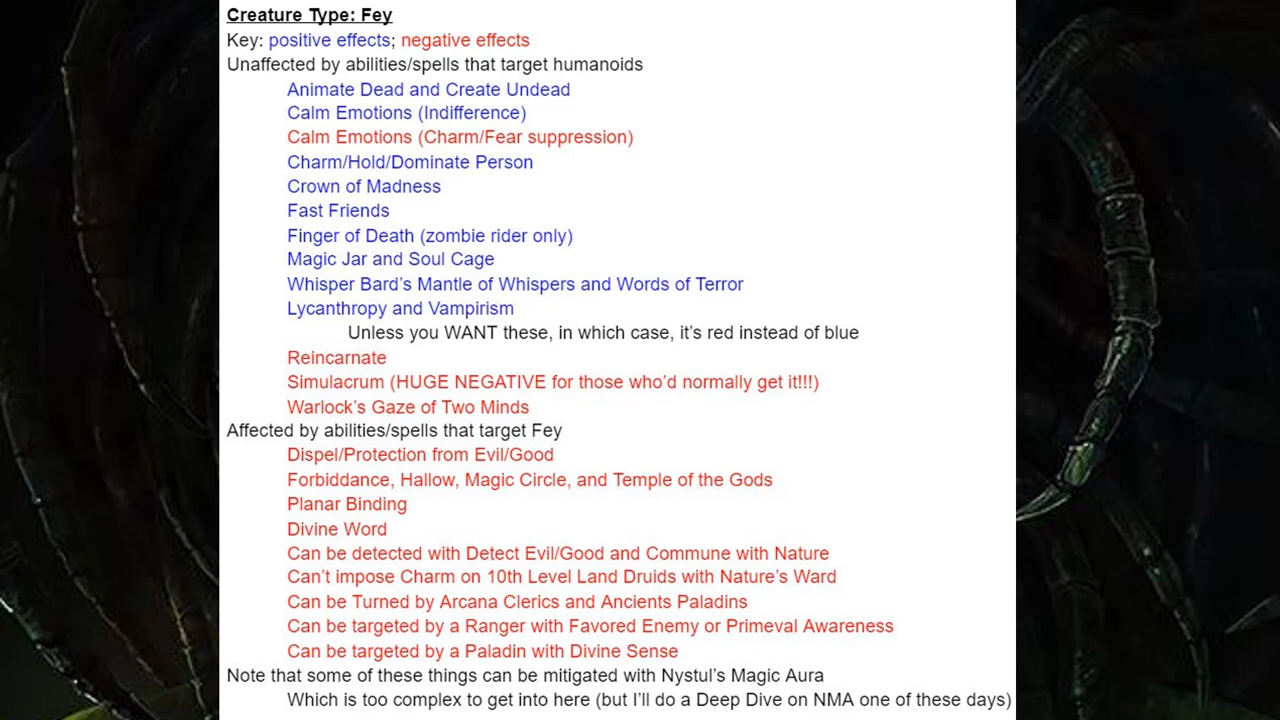 Creature Type: Fey
Key: positive effects; negative effects
Unaffected by abilities/spells that target humanoids
Animate Dead and Create Undead
Calm Emotions (Indifference)
Calm Emotions (Charm/Fear suppression)
Charm/Hold/Dominate Person
Crown of Madness
Fast Friends
Finger of Death (zombie rider only)
Magic Jar and Soul Cage
Whisper Bard’s Mantle of Whispers and Words of Terror
Lycanthropy and Vampirism
Unless you WANT these, in which case, it’s red instead of blue
Reincarnate
Simulacrum (HUGE NEGATIVE for those who’d normally get it!!!)
Warlock’s Gaze of Two Minds
Affected by abilities/spells that target Fey
Dispel/Protection from Evil/Good
Forbiddance, Hallow, Magic Circle, and Temple of the Gods
Planar Binding
Divine Word
Can be detected with Detect Evil/Good and Commune with Nature
Can’t impose Charm on 10th Level Land Druids with Nature’s Ward
Can be Turned by Arcana Clerics and Ancients Paladins
Can be targeted by a Ranger with Favored Enemy or Primeval Awareness
Can be targeted by a Paladin with Divine Sense
Note that some of these things can be mitigated with Nystul’s Magic Aura
Which is too complex to get into here (but I’ll do a Deep Dive on NMA one of these days)